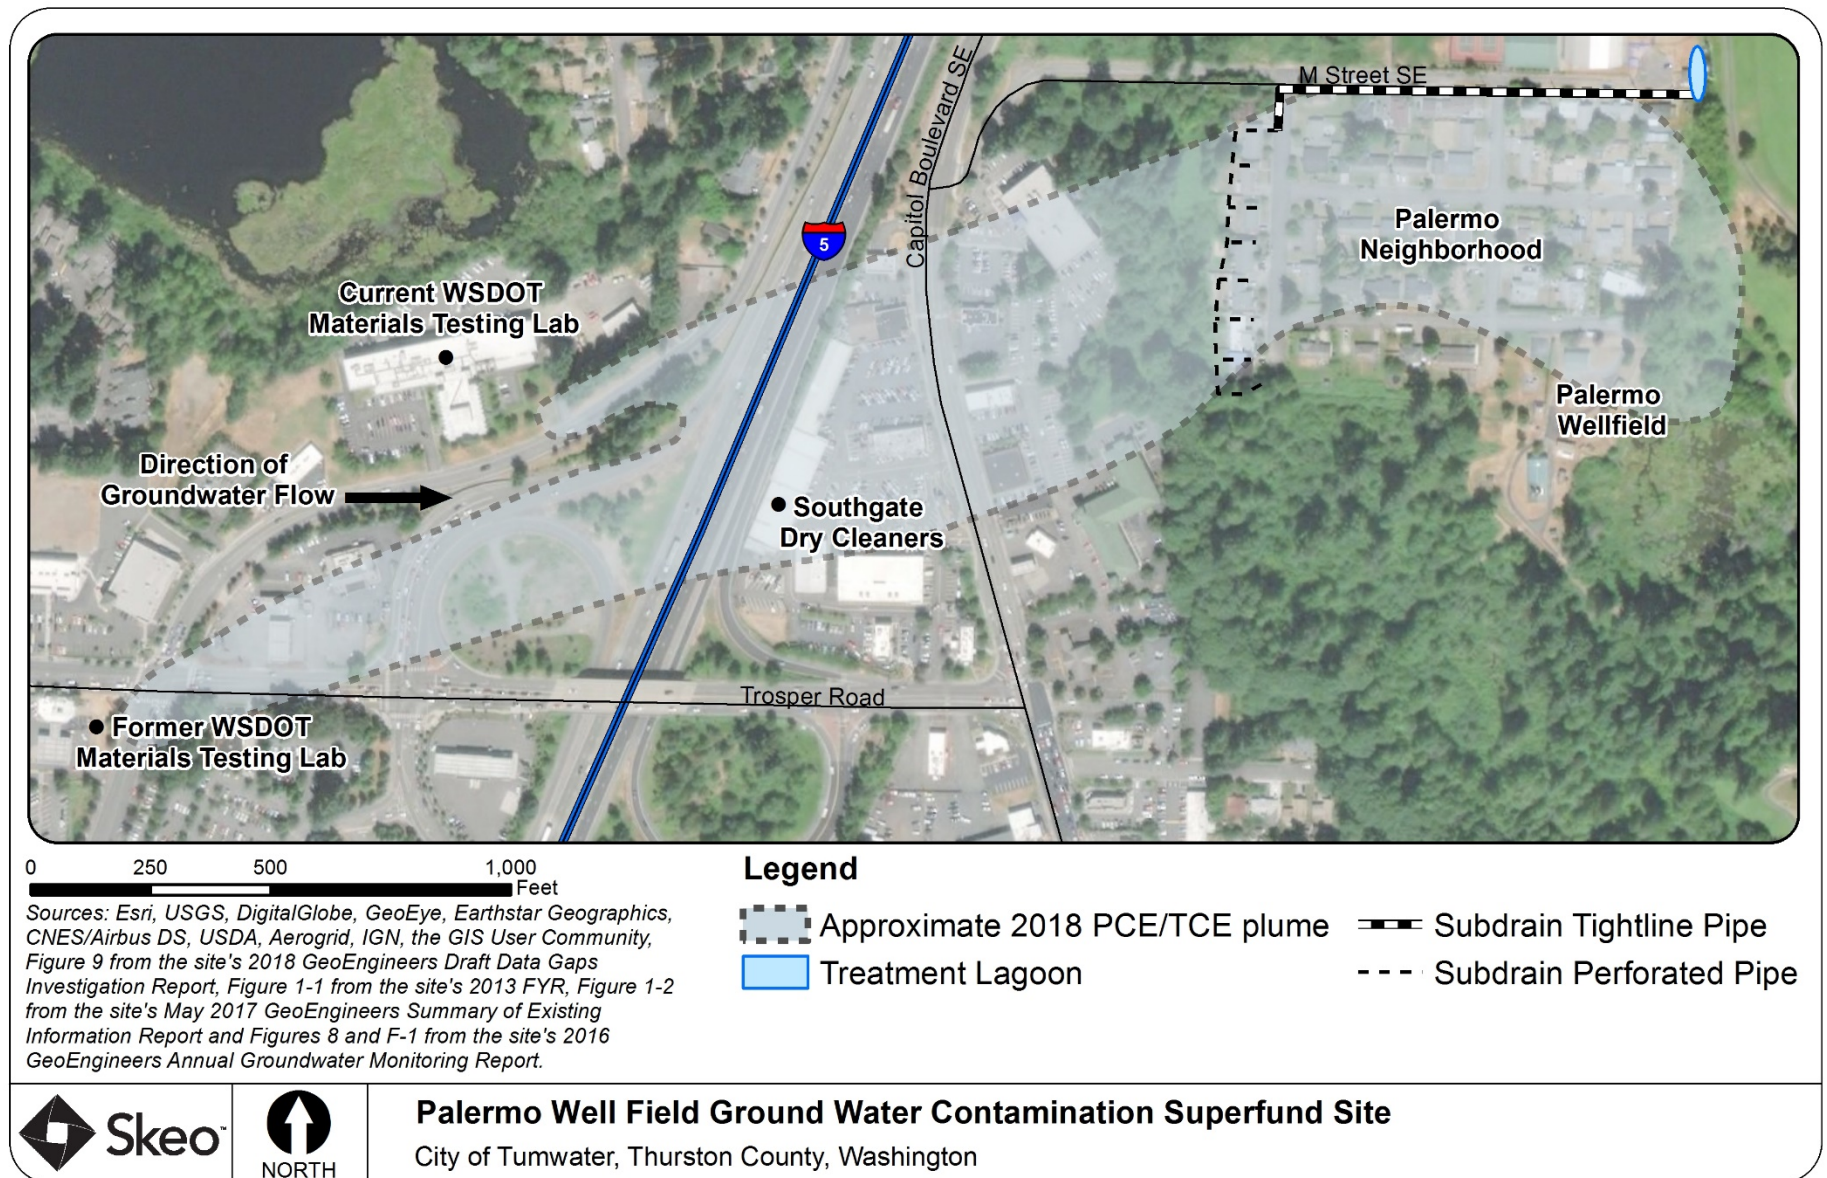 M Street SE
Capitol Boulevard SE
5
Palermo
Neighborhood
Current WSDOT
Materials Testing Lab
Palermo
Wellfield
Direction of
Groundwater Flow
Southgate
Dry Cleaners
Trosper Road
Former WSDOT
Materials Testing Lab
0 250 500 1,000
Feet
Sources: Esri, USGS, DigitalGlobe, GeoEye, Earthstar Geographics,
CNES/Airbus DS, USDA, Aerogrid, IGN, the GIS User Community,
Figure 9 from the site's 2018 GeoEngineers Draft Data Gaps
Investigation Report, Figure 1-1 from the site's 2013 FYR, Figure 1-2
from the site's May 2017 GeoEngineers Summary of Existing
Information Report and Figures 8 and F-1 from the site's 2016
GeoEngineers Annual Groundwater Monitoring Report.
Legend
Approximate 2018 PCE/TCE plume
Treatment Lagoon
Subdrain Tightline Pipe
Subdrain Perforated Pipe
Skeo™
NORTH
Palermo Well Field Ground Water Contamination Superfund Site
City of Tumwater, Thurston County, Washington